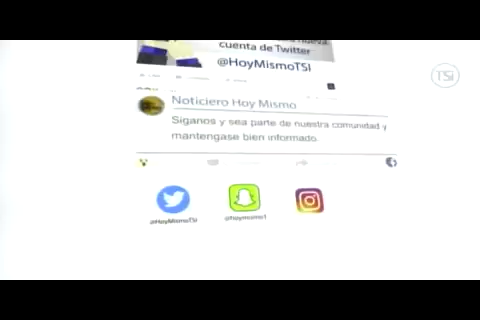 nueva
cuenta de Twitter
@HoyMismoTSI
TSi
Noticiero Hoy Mismo
Siganos y sea parte de nuestra comunidad y
mantengase bien informado.
@HoyMismoTSI
@hoymismo1